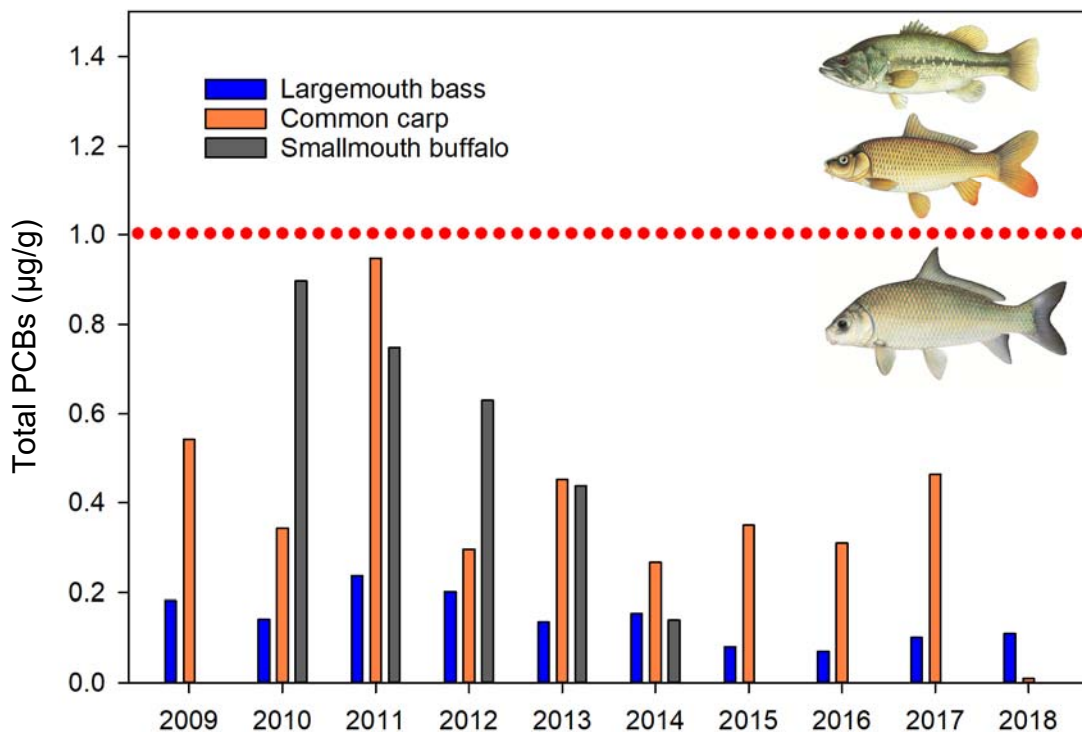 1.4
1.2
1.0
0.8
0.6
0.4
0.2
0.0
Total PCBs (µg/g)
Largemouth bass
Common carp
Smallmouth buffalo
2009 2010 2011 2012 2013 2014 2015 2016 2017 2018